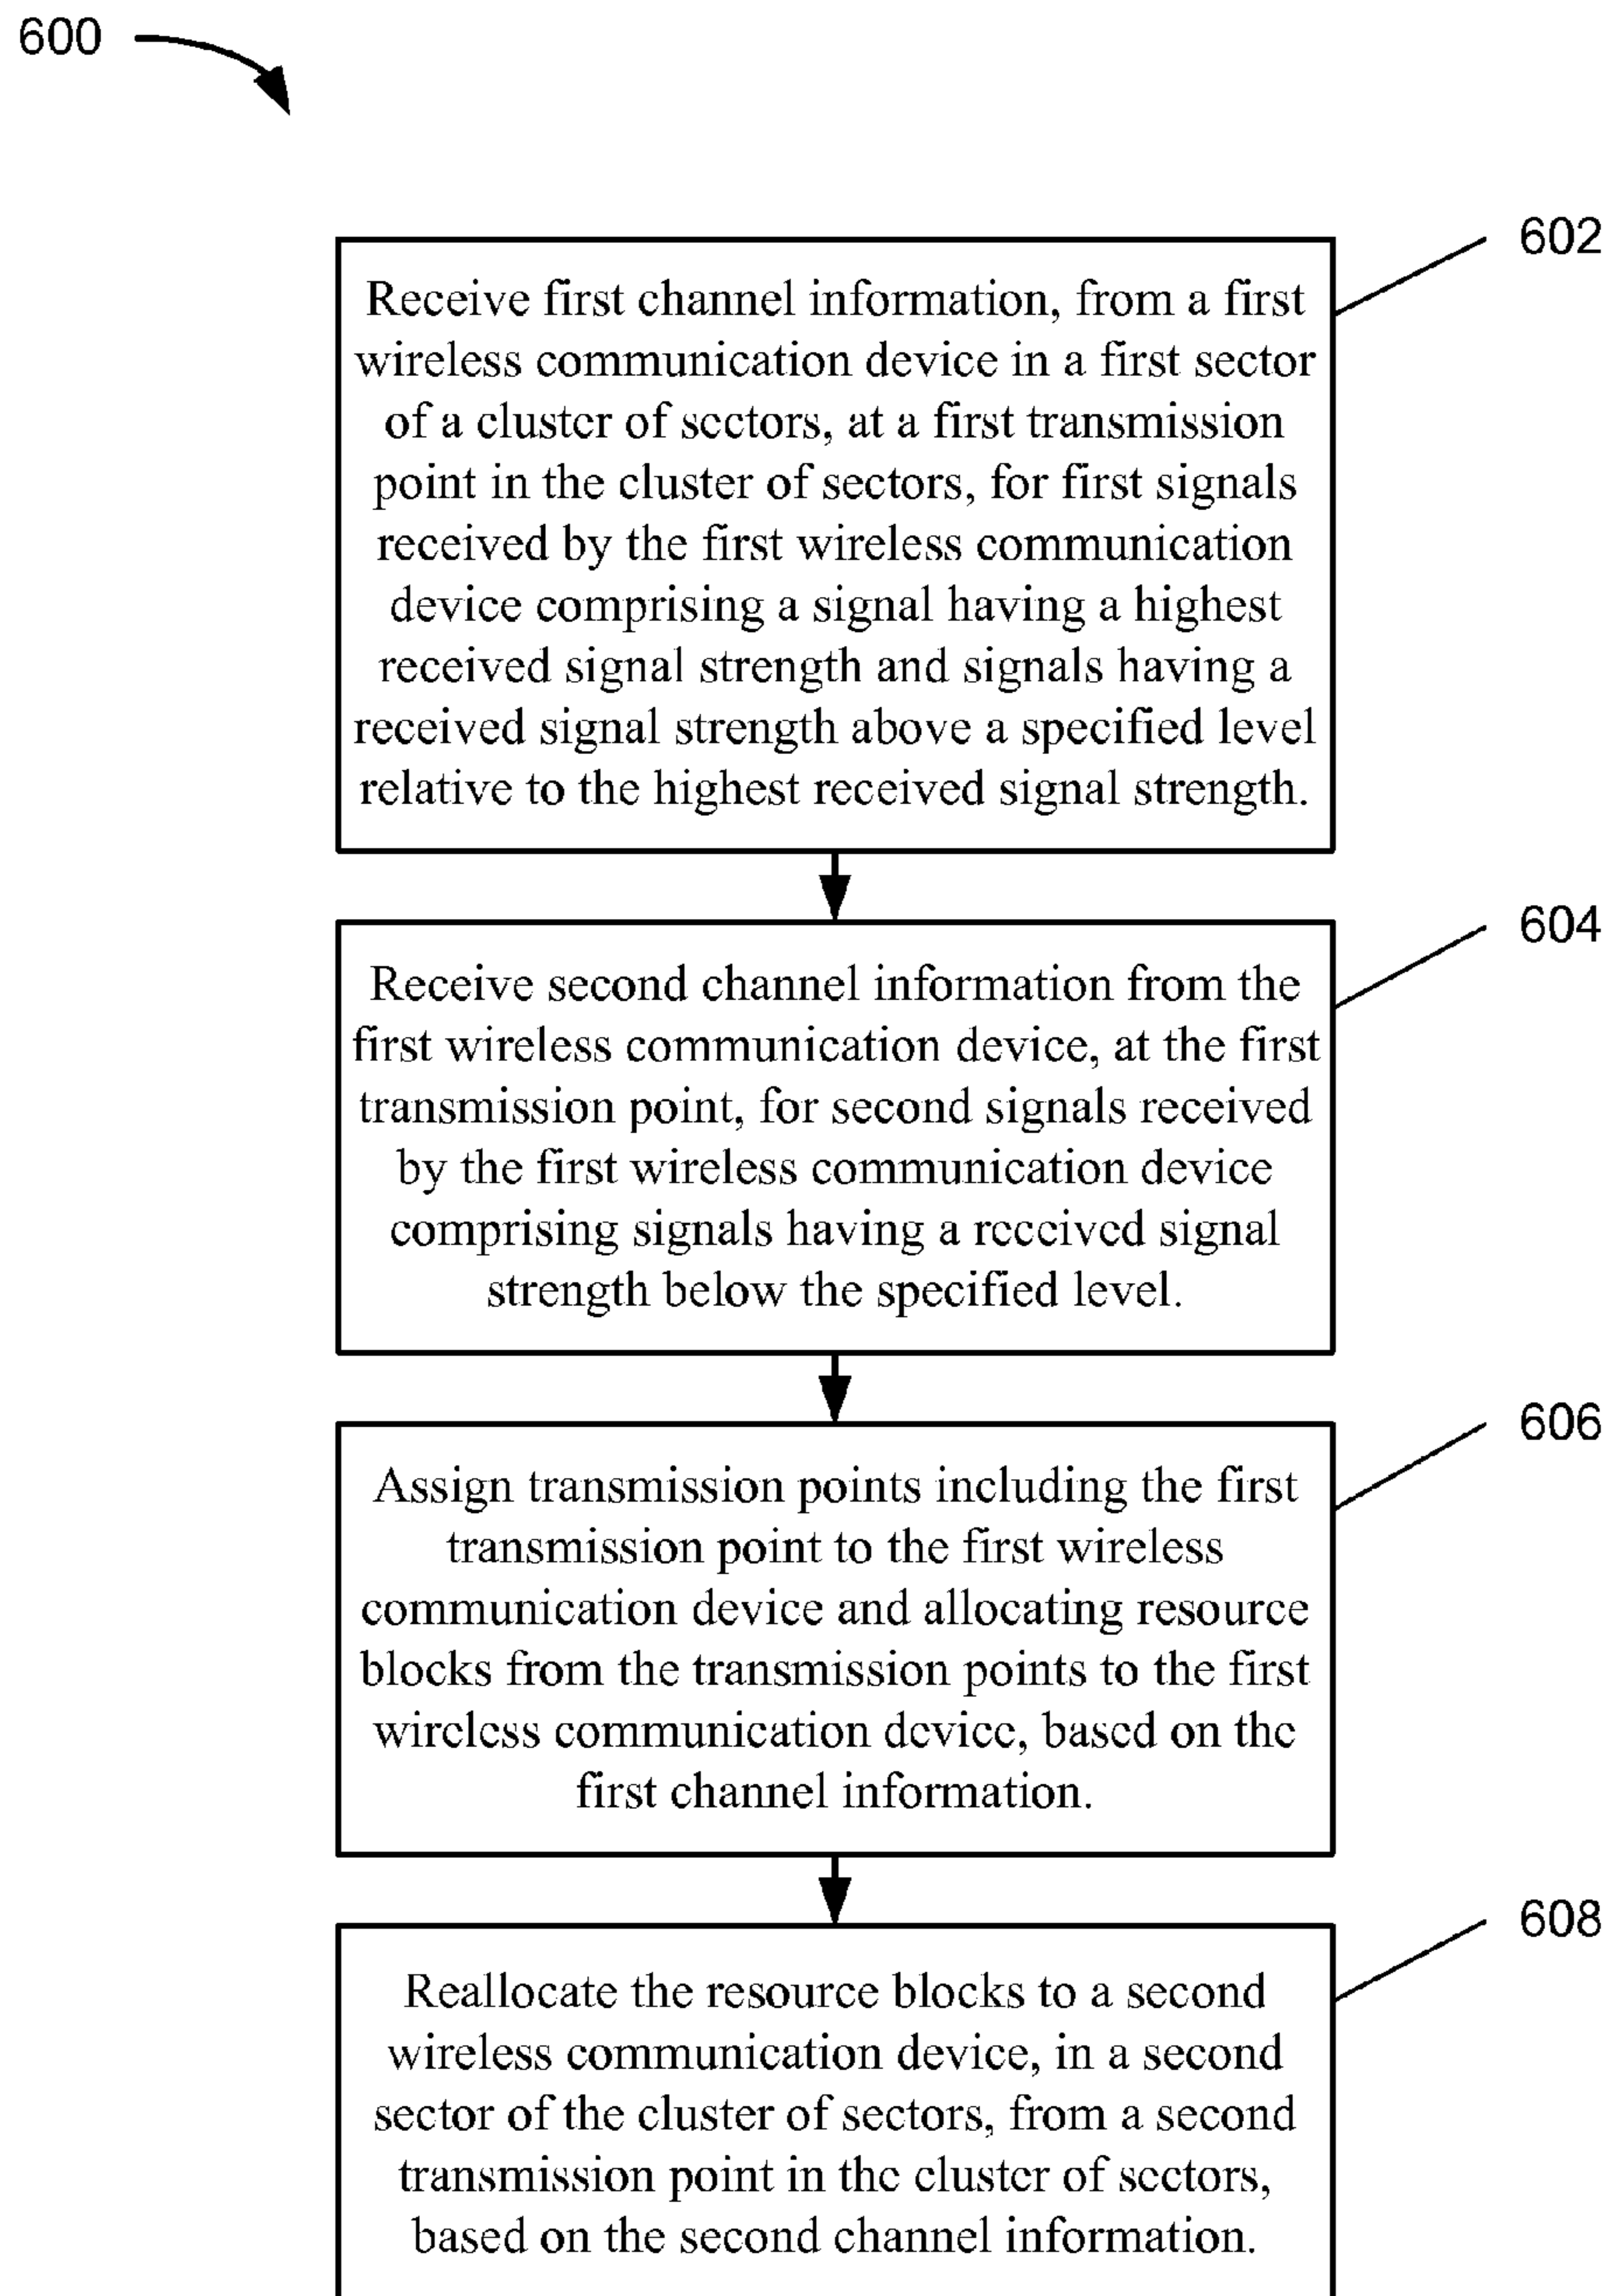 600
602
Receive first channel information, from a first
wireless communication device in a first sector
of a cluster of sectors, at a first transmission
point in the cluster of sectors, for first signals
received by the first wireless communication
device comprising a signal having a highest
received signal strength and signals having a
received signal strength above a specified level
relative to the highest received signal strength.
604
Receive second channel information from the
first wireless communication device, at the first
transmission point, for second signals received
by the first wireless communication device
comprising signals having a received signal
strength below the specified level.
606
Assign transmission points including the first
transmission point to the first wireless
communication device and allocating resource
blocks from the transmission points to the first
wireless communication device, based on the
first channel information.
608
Reallocate the resource blocks to a second
wireless communication device, in a second
sector of the cluster of sectors, from a second
transmission point in the cluster of sectors,
based on the second channel information.